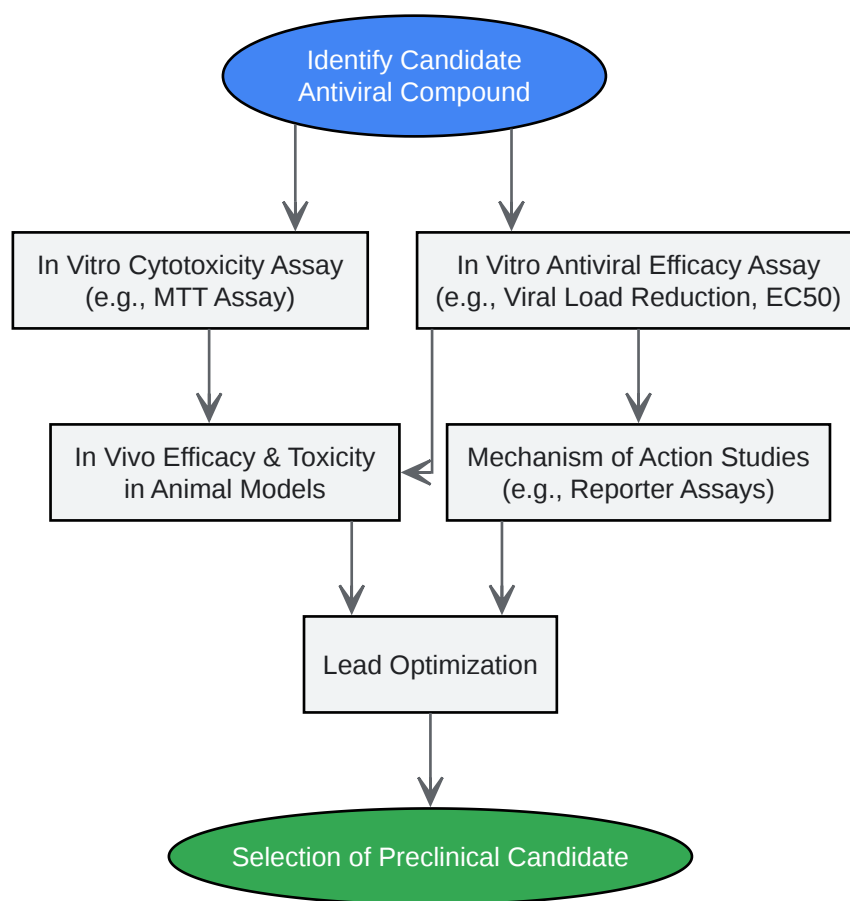 Identify Candidate
Antiviral Compound
In Vitro Cytotoxicity Assay
(e.g., MTT Assay)
In Vitro Antiviral Efficacy Assay
(e.g., Viral Load Reduction, EC50)
In Vivo Efficacy & Toxicity
in Animal Models
Mechanism of Action Studies
(e.g., Reporter Assays)
Lead Optimization
Selection of Preclinical Candidate